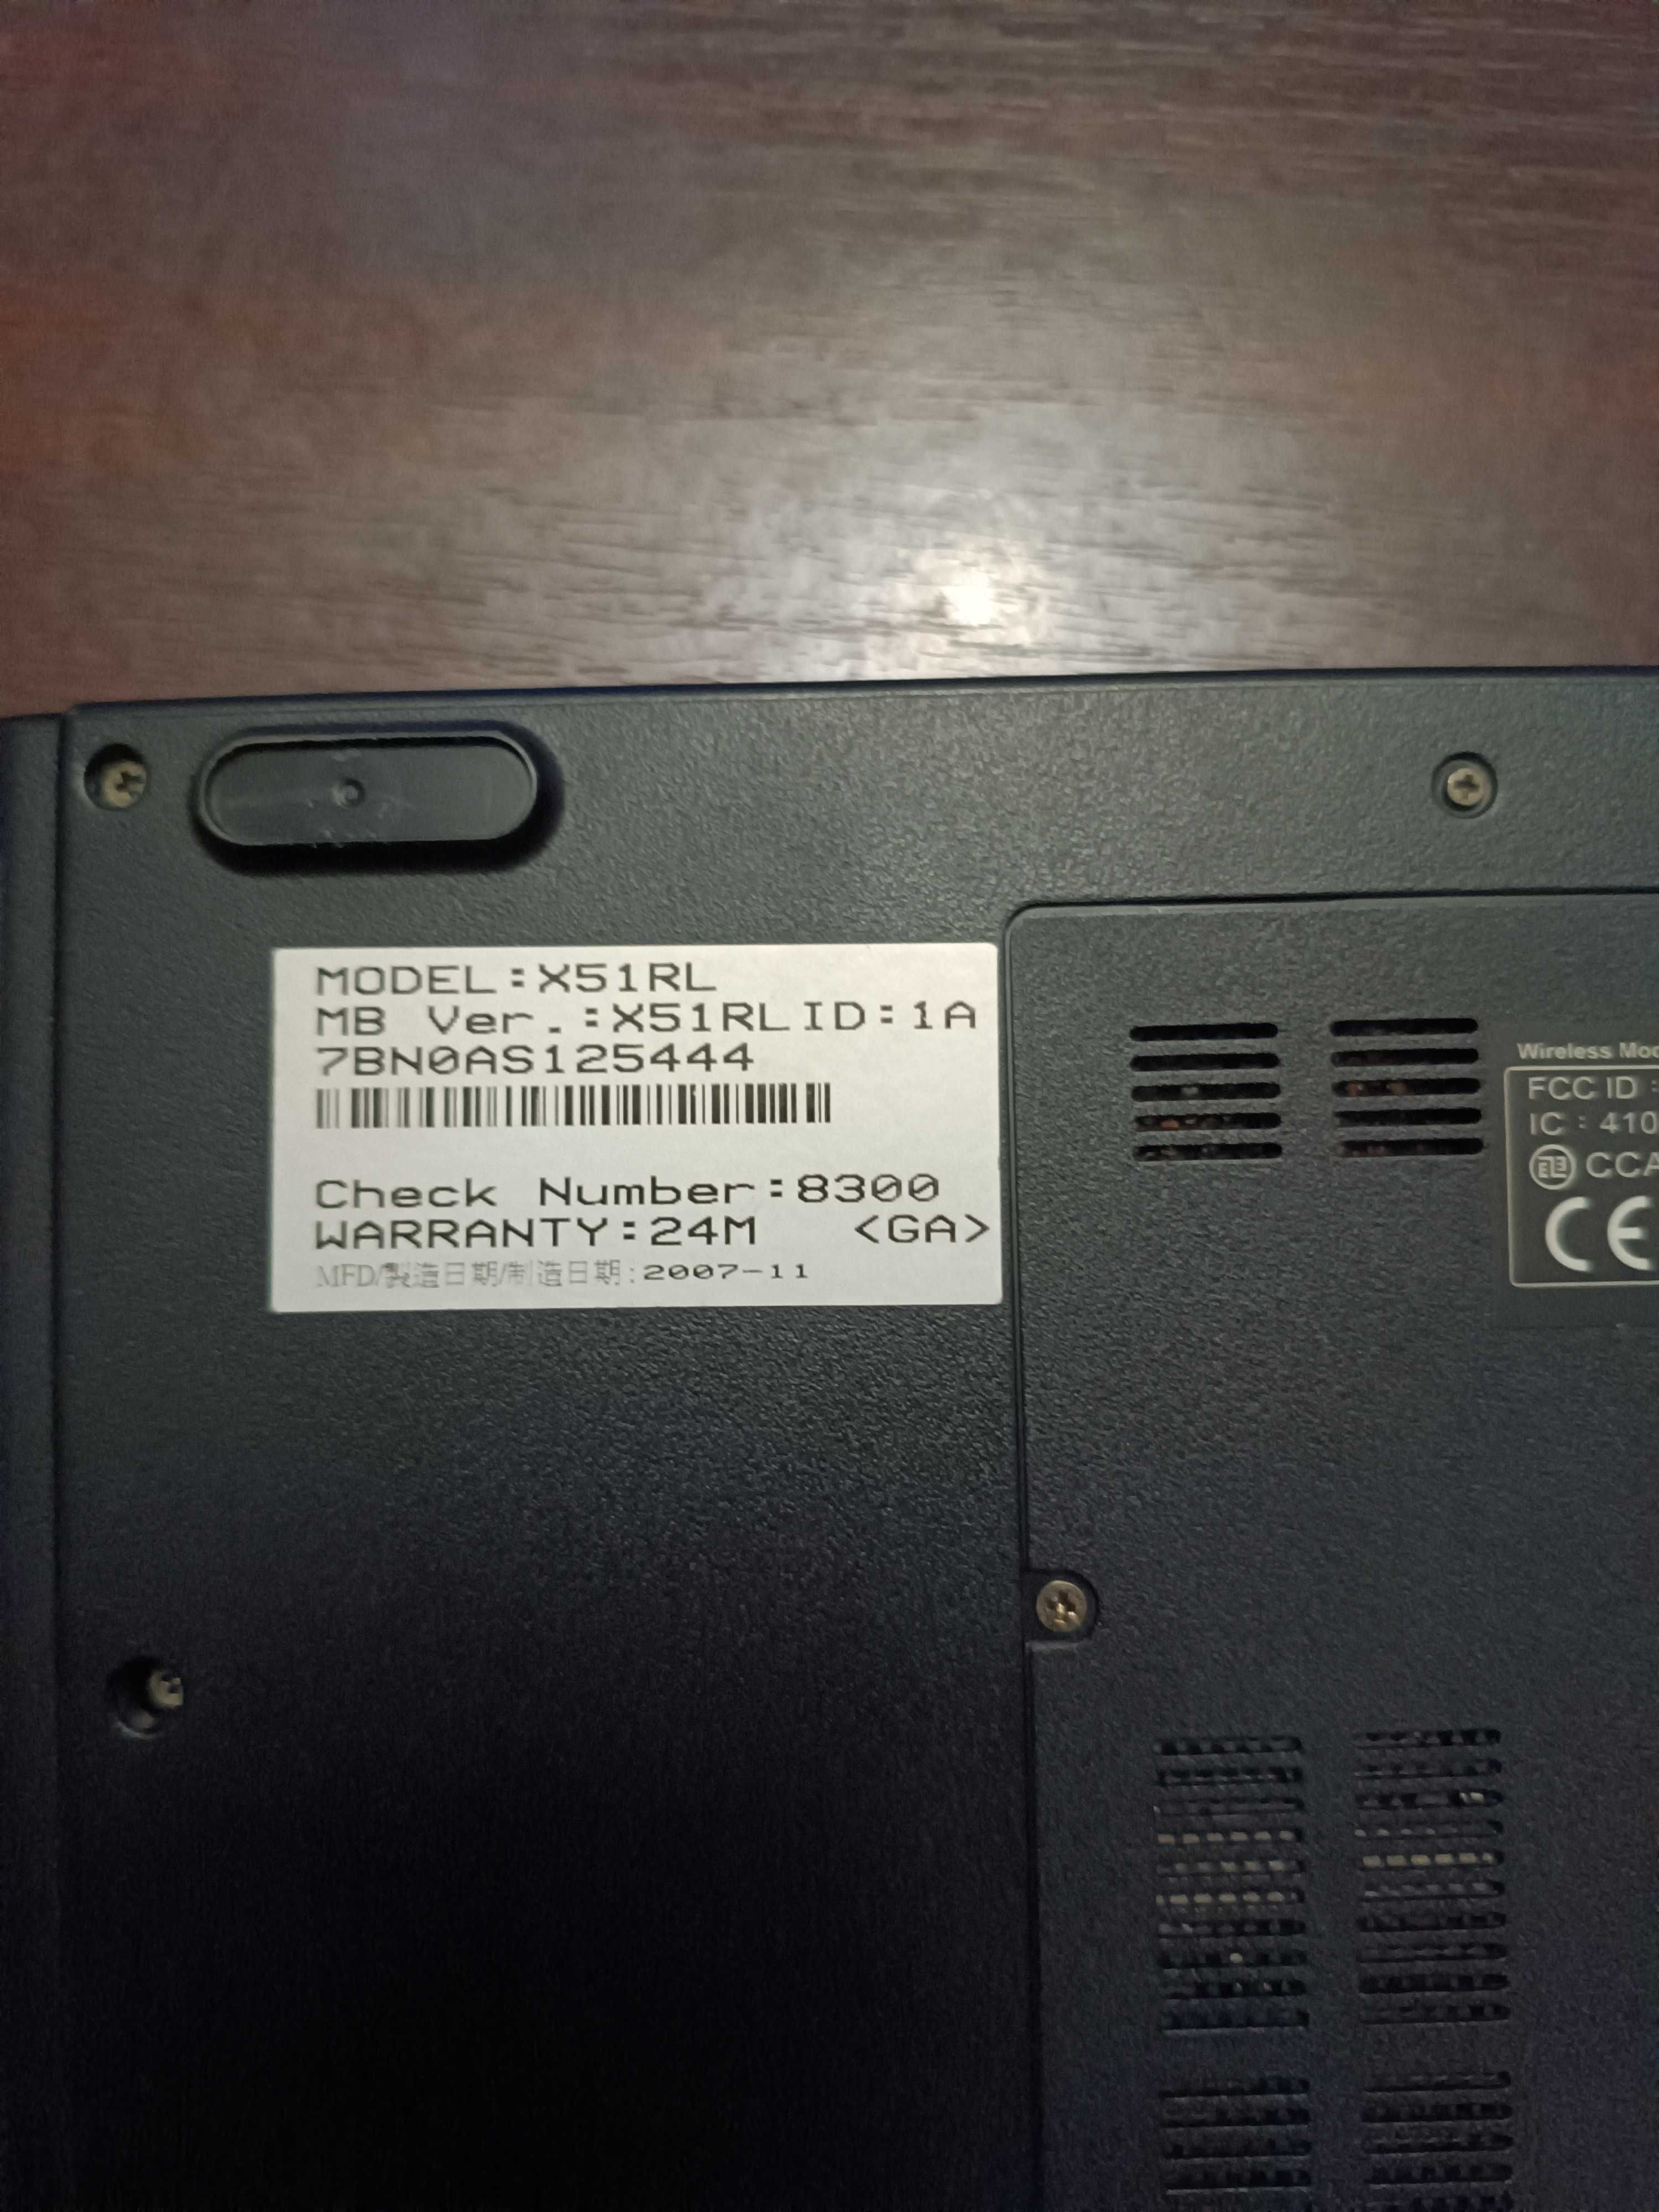 MODEL:X51RL
MB Ver.:X51RLID:1A
7BN0AS125444
Check Number:8300
WARRANTY:24M <GA>
MFD/製造日期/制造日期:2007-11
Wireless
FCC ID :
IC : 410
CCA
CE